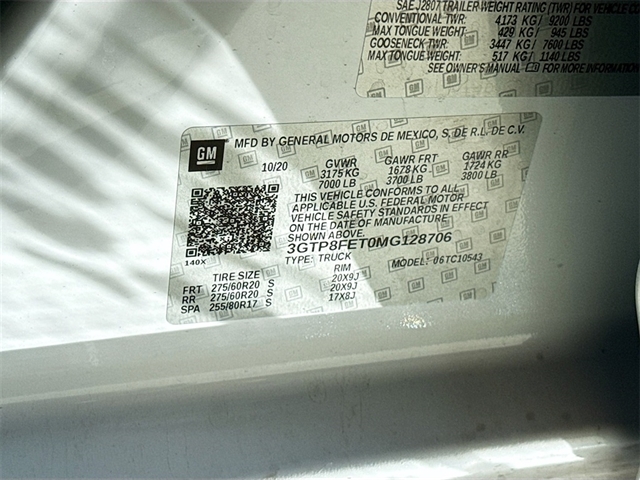 SAE J2807 TRAILER WEIGHT RATING (TWR) FOR VEHICLE CO
CONVENTIONAL TWR: 4173 KG / 9200 LBS
MAX TONGUE WEIGHT: 429 KG / 945 LBS
GOOSENECK TWR: 3447 KG / 7600 LBS
MAX TONGUE WEIGHT: 517 KG / 1140 LBS
SEE OWNER'S MANUAL FOR MORE INFORMATION
GM
MFD BY GENERAL MOTORS DE MEXICO, S. DE R.L. DE C.V.
10/20 GVWR GAWR FRT GAWR RR
3175 KG 1678 KG 1724 KG
7000 LB 3700 LB 3800 LB
THIS VEHICLE CONFORMS TO ALL
APPLICABLE U.S. FEDERAL MOTOR
VEHICLE SAFETY STANDARDS IN EFFECT
ON THE DATE OF MANUFACTURE
SHOWN ABOVE.
3GTP8FET0MG128706
140X TYPE: TRUCK MODEL: 06TC10543
TIRE SIZE RIM
FRT 275/60R20 S 20X9J
RR 275/60R20 S 20X9J
SPA 255/80R17 S 17X8J